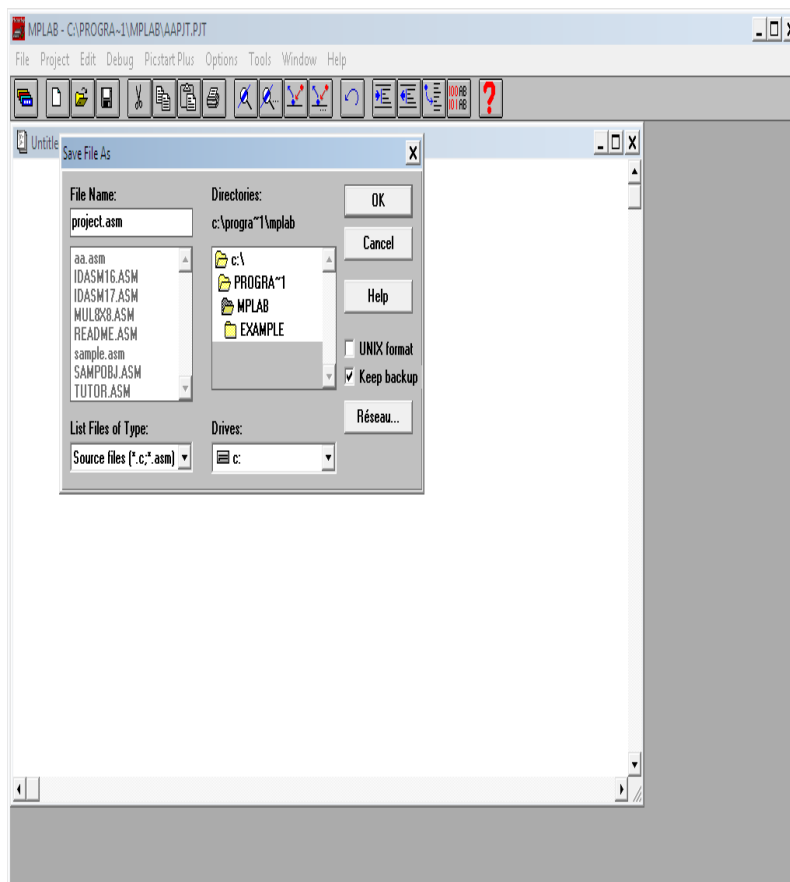 MPLAB - C:\PROGRA~1\MPLAB\AAPJT.PJT
File Project Edit Debug Picstart Plus Options Tools Window Help
100AB
101AB
?
Untitle
Save File As
File Name:
project.asm
aa.asm
IDASM16.ASM
IDASM17.ASM
MUL8X8.ASM
README.ASM
sample.asm
SAMPOBJ.ASM
TUTOR.ASM
List Files of Type:
Source files (*.c;*.asm)
Directories:
c:\progra~1\mplab
c:\
PROGRA~1
MPLAB
EXAMPLE
Drives:
c:
OK
Cancel
Help
UNIX format
Keep backup
Réseau...